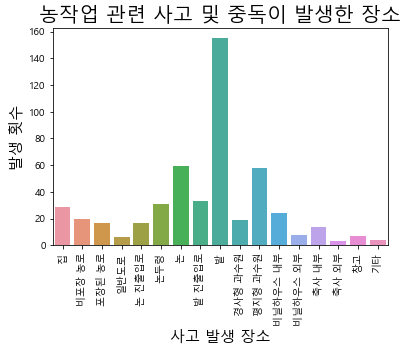 농작업 관련 사고 및 중독이 발생한 장소
발생 횟수
160
140
120
100
80
60
40
20
0
집
비포장 농로
포장된 농로
일반도로
논 진출입로
논두렁
논
밭 진출입로
밭
경사형 과수원
평지형 과수원
비닐하우스 내부
비닐하우스 외부
축사 내부
축사 외부
창고
기타
사고 발생 장소